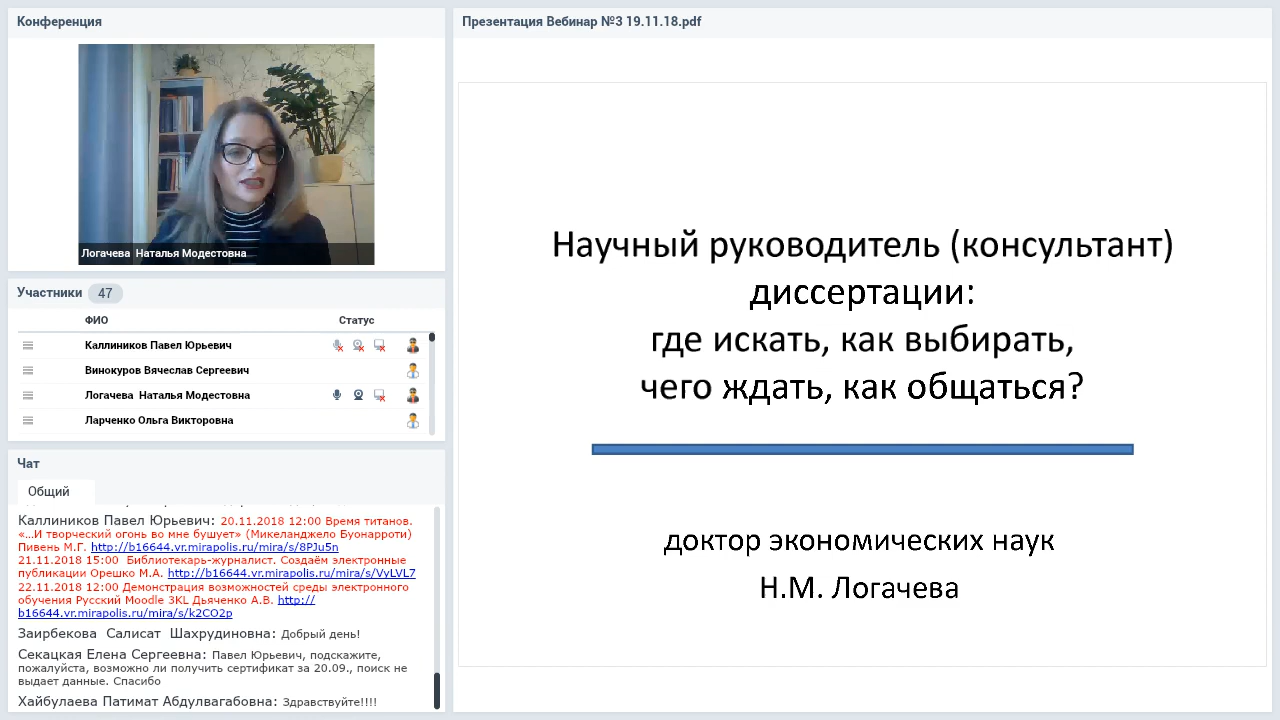 Конференция
Логачева  Наталья Модестовна
Участники 47
ФИО Статус
Каллиников Павел Юрьевич
Винокуров Вячеслав Сергеевич
Логачева  Наталья Модестовна
Ларченко Ольга Викторовна
Чат
Общий
Каллиников Павел Юрьевич: 20.11.2018 12:00 Время титанов.
«...И творческий огонь во мне бушует» (Микеланджело Буонарроти)
Пивень М.Г. http://b16644.vr.mirapolis.ru/mira/s/8PJu5n
21.11.2018 15:00  Библиотекарь-журналист. Создаём электронные
публикации Орешко М.А. http://b16644.vr.mirapolis.ru/mira/s/VyLVL7
22.11.2018 12:00 Демонстрация возможностей среды электронного
обучения Русский Moodle 3KL Дьяченко А.В. http://
b16644.vr.mirapolis.ru/mira/s/k2CO2p
Заирбекова  Салисат  Шахрудиновна: Добрый день!
Секацкая Елена Сергеевна: Павел Юрьевич, подскажите,
пожалуйста, возможно ли получить сертификат за 20.09., поиск не
выдает данные. Спасибо
Хайбулаева Патимат Абдулвагабовна: Здравствуйте!!!!
Презентация Вебинар №3 19.11.18.pdf
Научный руководитель (консультант)
диссертации:
где искать, как выбирать,
чего ждать, как общаться?
доктор экономических наук
Н.М. Логачева